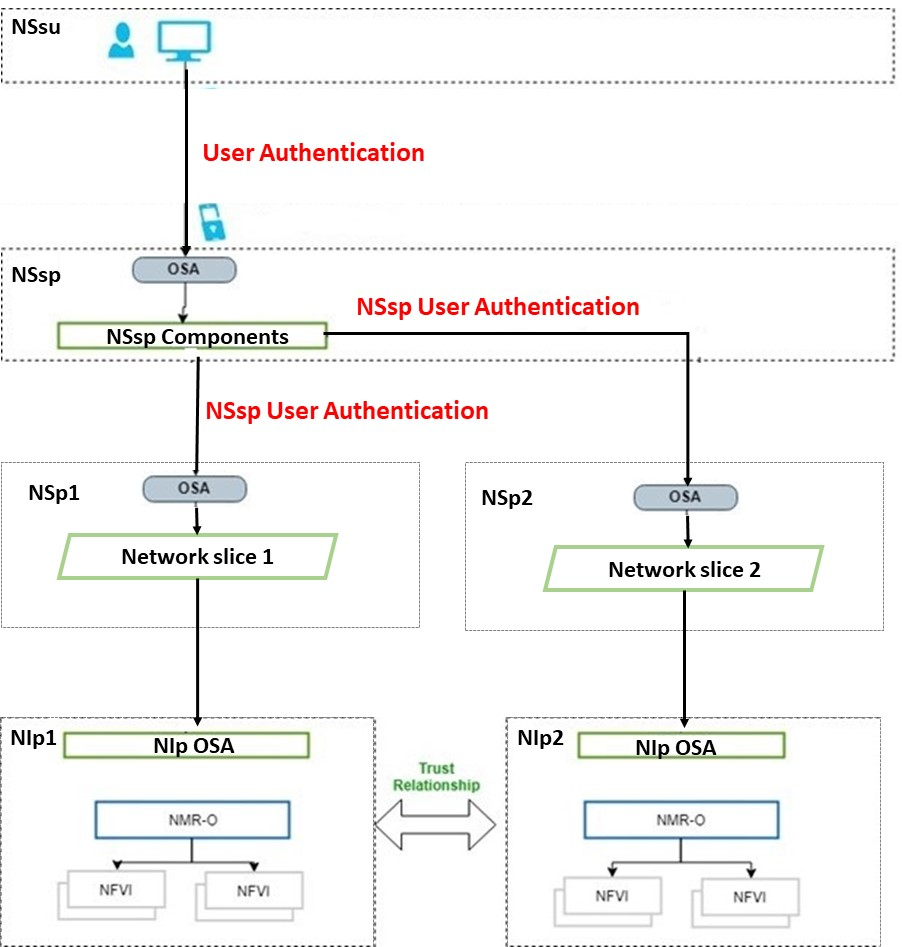 NSsu
User Authentication
NSsp
OSA
NSsp User Authentication
NSsp Components
NSsp User Authentication
NSp1
OSA
NSp2
OSA
Network slice 1
Network slice 2
NIp1
NIp OSA
NIp2
NIp OSA
Trust
Relationship
NMR-O
NMR-O
NFVI
NFVI
NFVI
NFVI